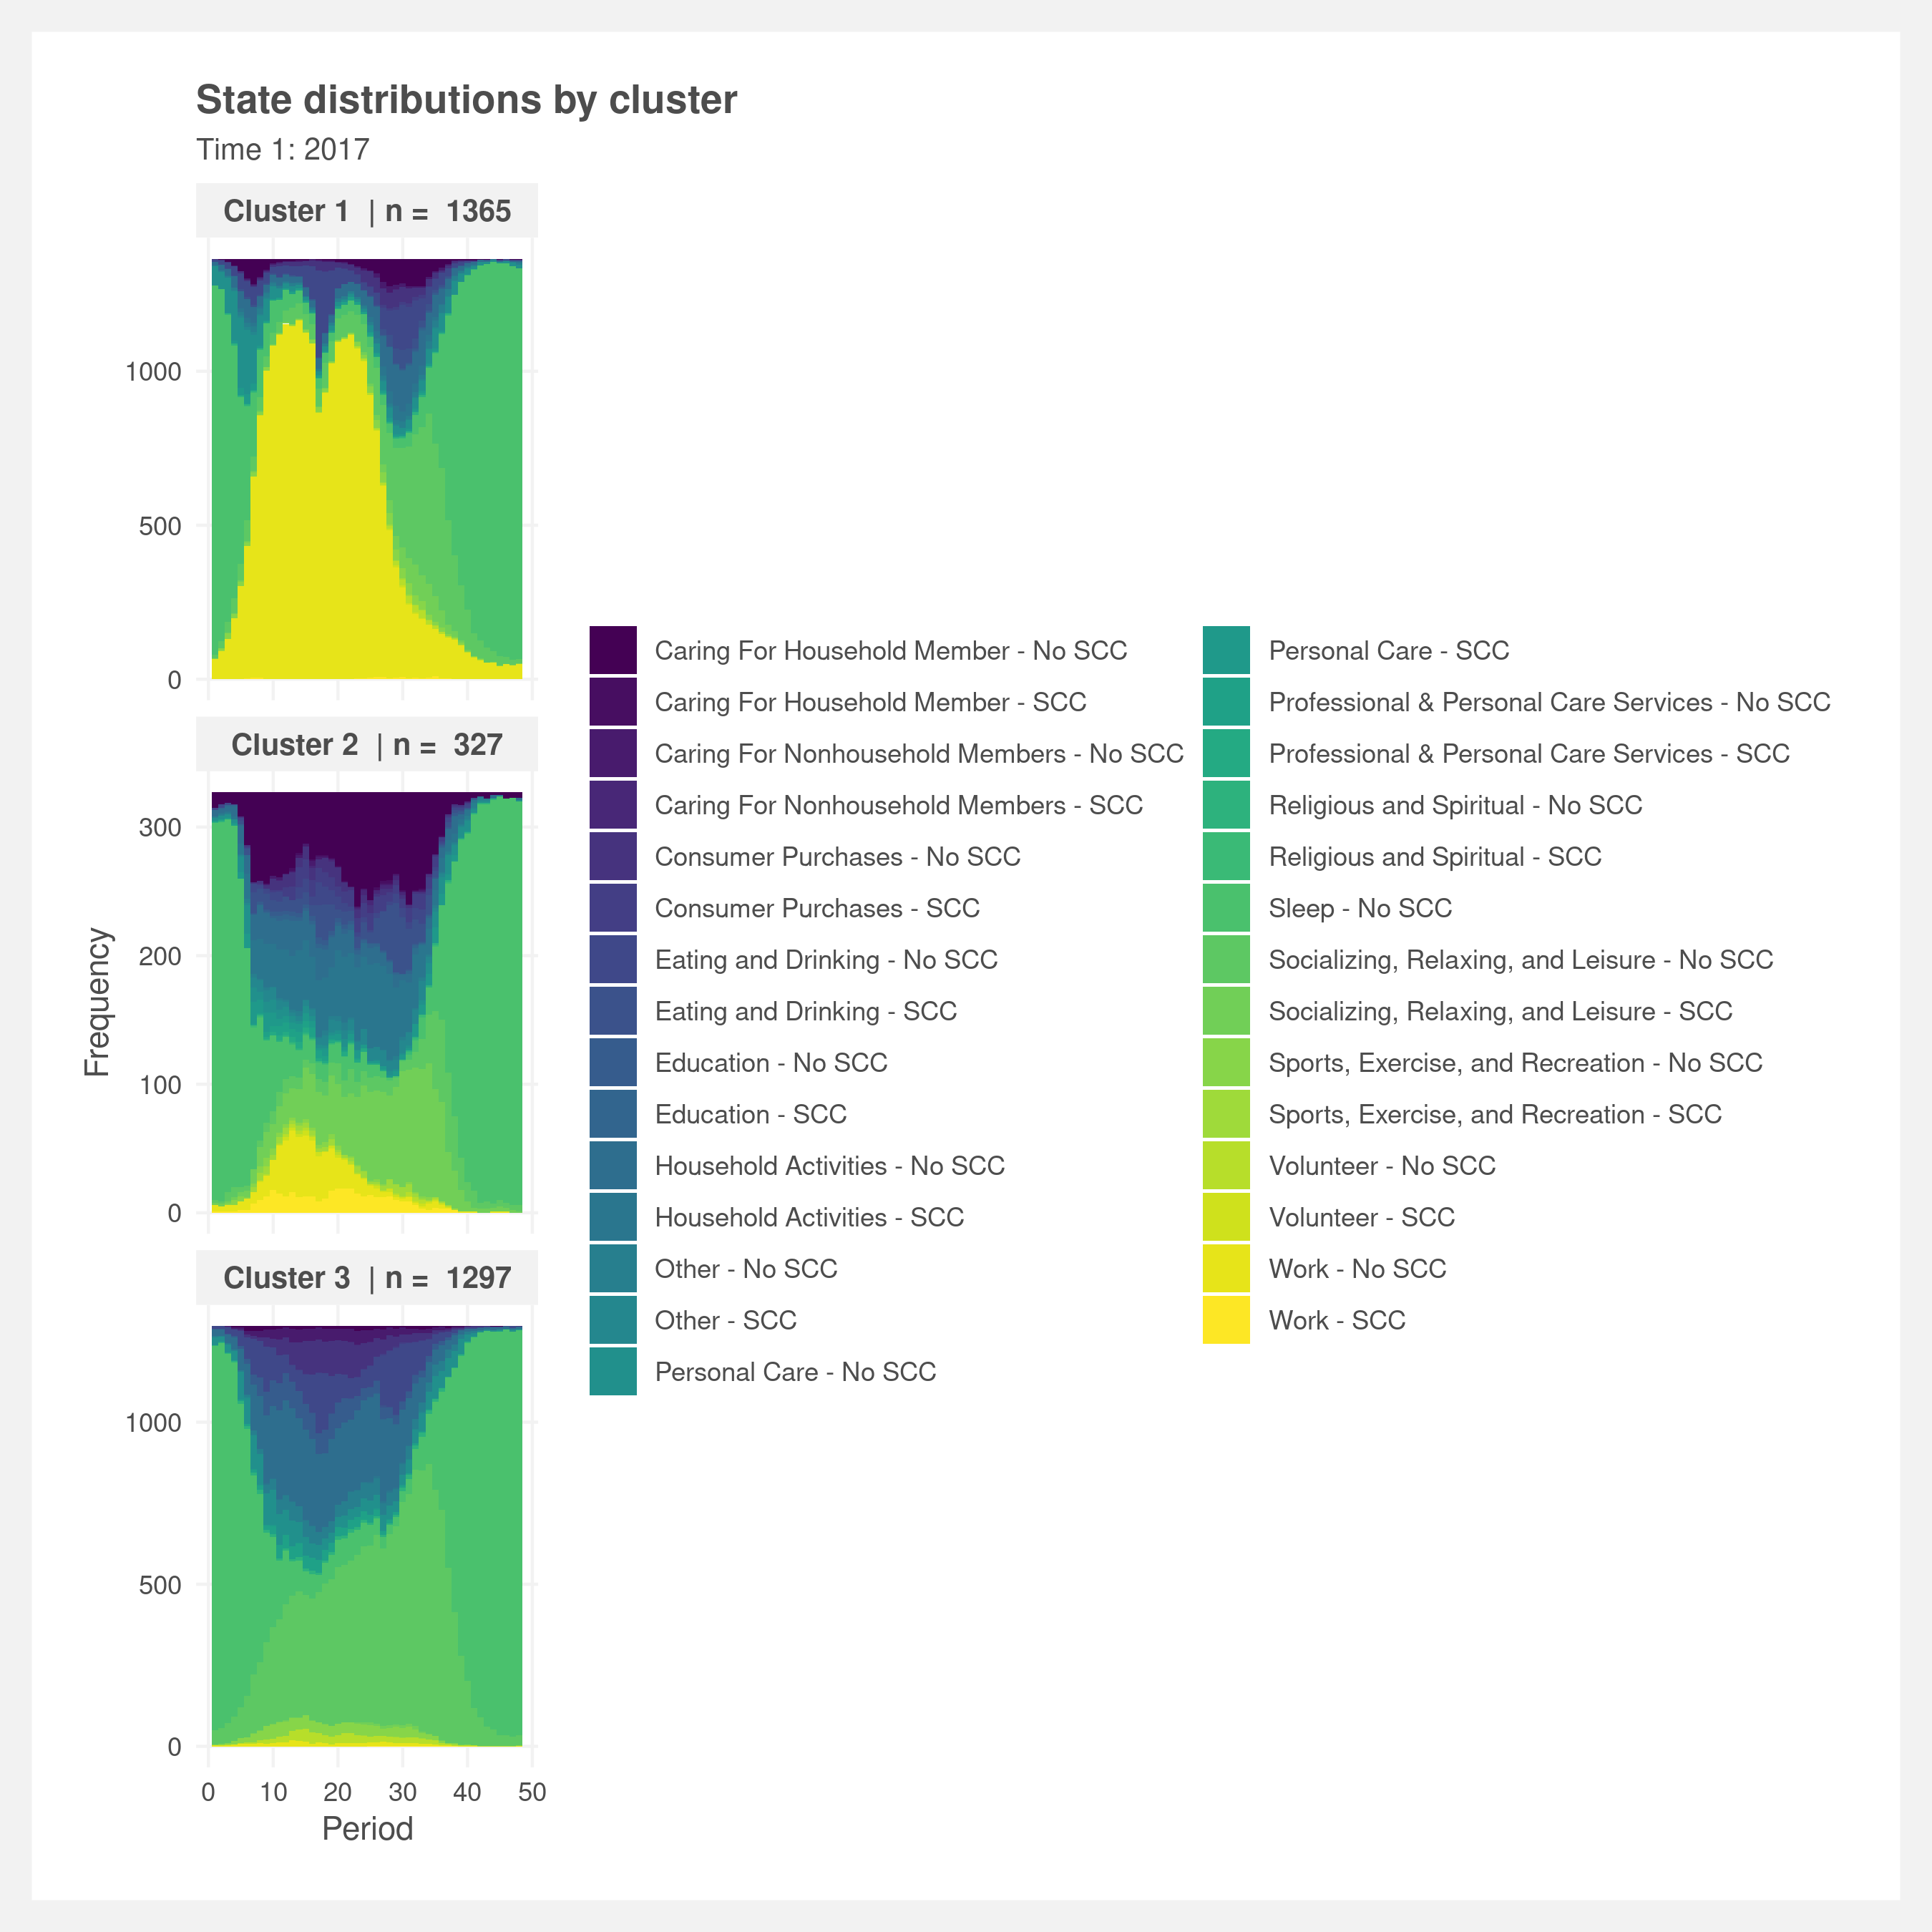 State distributions by cluster
Time 1: 2017
Cluster 1 | n = 1365
1000
500
0
Cluster 2 | n = 327
300
200
100
0
Cluster 3 | n = 1297
1000
500
0
0 10 20 30 40 50
Period
Frequency
Caring For Household Member - No SCC
Caring For Household Member - SCC
Caring For Nonhousehold Members - No SCC
Caring For Nonhousehold Members - SCC
Consumer Purchases - No SCC
Consumer Purchases - SCC
Eating and Drinking - No SCC
Eating and Drinking - SCC
Education - No SCC
Education - SCC
Household Activities - No SCC
Household Activities - SCC
Other - No SCC
Other - SCC
Personal Care - No SCC
Personal Care - SCC
Professional & Personal Care Services - No SCC
Professional & Personal Care Services - SCC
Religious and Spiritual - No SCC
Religious and Spiritual - SCC
Sleep - No SCC
Socializing, Relaxing, and Leisure - No SCC
Socializing, Relaxing, and Leisure - SCC
Sports, Exercise, and Recreation - No SCC
Sports, Exercise, and Recreation - SCC
Volunteer - No SCC
Volunteer - SCC
Work - No SCC
Work - SCC